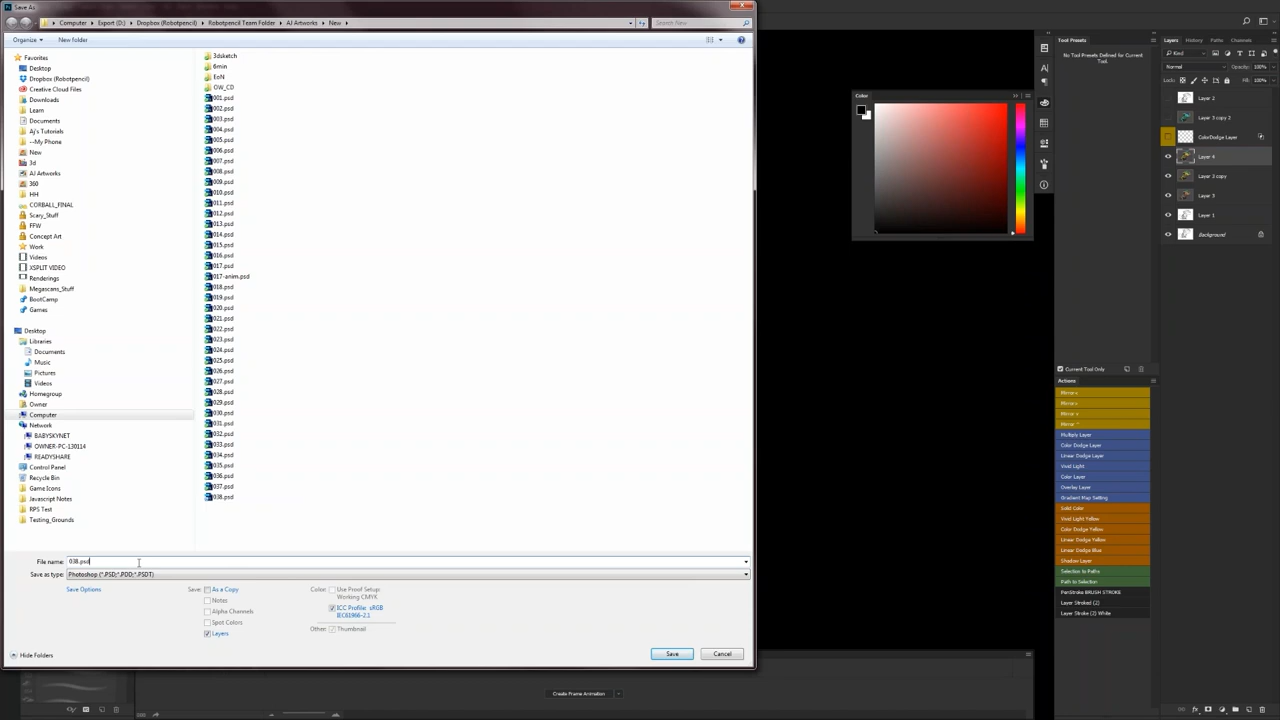 Save As
Computer ▸ Export (D:) ▸ Dropbox (Robotpencil) ▸ Robotpencil Team Folder ▸ AJ Artworks ▸ New ▸
Search New
Organize
New folder
Favorites
Desktop
Dropbox (Robotpencil)
Creative Cloud Files
Downloads
Learn
Documents
Aj's Tutorials
--My Phone
New
3d
AJ Artworks
360
HH
CORBALL_FINAL
Scary_Stuff
FFW
Concept Art
Work
Videos
XSPLIT VIDEO
Renderings
Megascans_Stuff
BootCamp
Games
Desktop
Libraries
Documents
Music
Pictures
Videos
Homegroup
Owner
Computer
Network
BABYSKYNET
OWNER-PC-130114
READYSHARE
Control Panel
Recycle Bin
Game Icons
Javascript Notes
RPS Test
Testing_Grounds
3dsketch
6min
EoN
OW_CD
001.psd
002.psd
003.psd
004.psd
005.psd
006.psd
007.psd
008.psd
009.psd
010.psd
011.psd
012.psd
013.psd
014.psd
015.psd
016.psd
017.psd
017-anim.psd
018.psd
019.psd
020.psd
021.psd
022.psd
023.psd
024.psd
025.psd
026.psd
027.psd
028.psd
029.psd
030.psd
031.psd
032.psd
033.psd
034.psd
035.psd
036.psd
037.psd
038.psd
File name: 038.psd
Save as type: Photoshop (*.PSD;*.PDD;*.PSDT)
Save Options
Save: As a Copy
Notes
Alpha Channels
Spot Colors
Layers
Color: Use Proof Setup:
Working CMYK
ICC Profile: sRGB
IEC61966-2.1
Other: Thumbnail
Hide Folders
Save
Cancel
Color
Tool Presets
No Tool Presets Defined for Current
Tool.
Current Tool Only
Actions
Multiply Layer
Color Dodge Layer
Linear Dodge Layer
Vivid Light
Color Layer
Overlay Layer
Gradient Map Setting
Solid Color
Vivid Light Yellow
Color Dodge Yellow
Linear Dodge Yellow
Linear Dodge Blue
Shadow Layer
Selection to Paths
Path to Selection
PanStroke BRUSH STROKE
Layer Stroked (2)
Layer Stroke (2) White
Layers
History
Paths
Channels
Kind
Normal
Opacity: 100%
Lock:
Fill: 100%
Layer 2
Layer 3 copy 2
ColorDodge Layer
Layer 4
Layer 3 copy
Layer 3
Layer 1
Background
Create Frame Animation